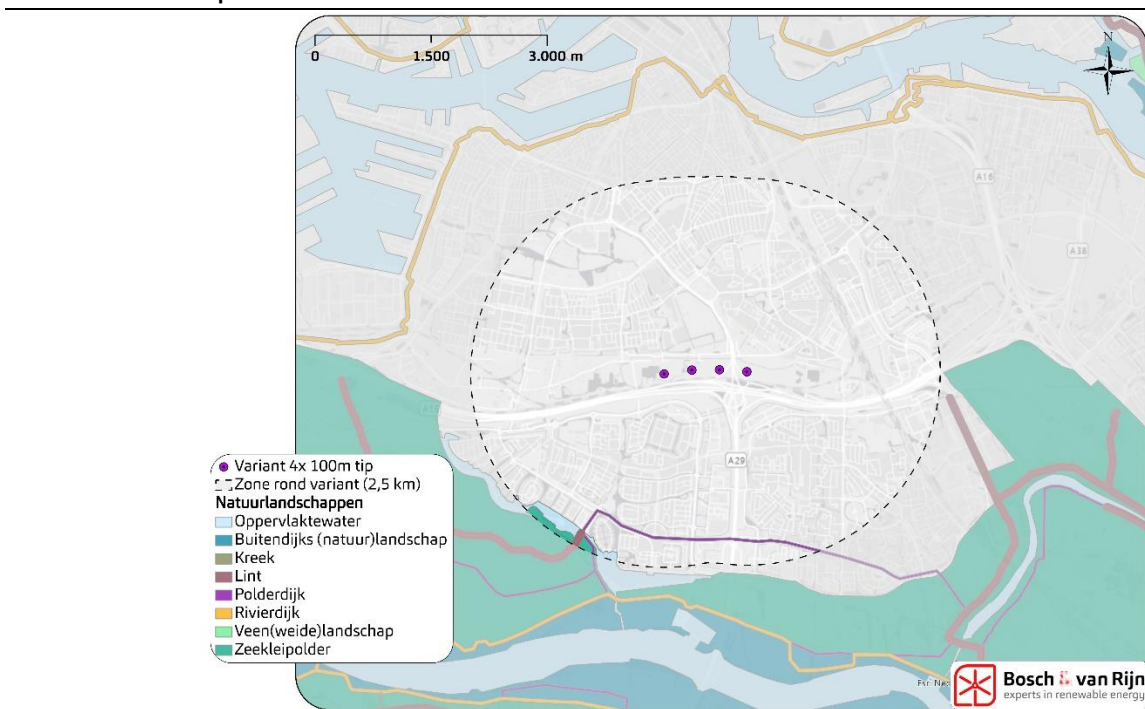 0 1.500 3.000 m
N
A16
A38
A15
A29
Variant 4x 100m tip
Zone rond variant (2,5 km)
Natuurlandschappen
Oppervlaktewater
Buitendijks (natuur)landschap
Kreek
Lint
Polderdijk
Rivierdijk
Veen(weide)landschap
Zeekleipolder
Bosch & van Rijn
experts in renewable energy